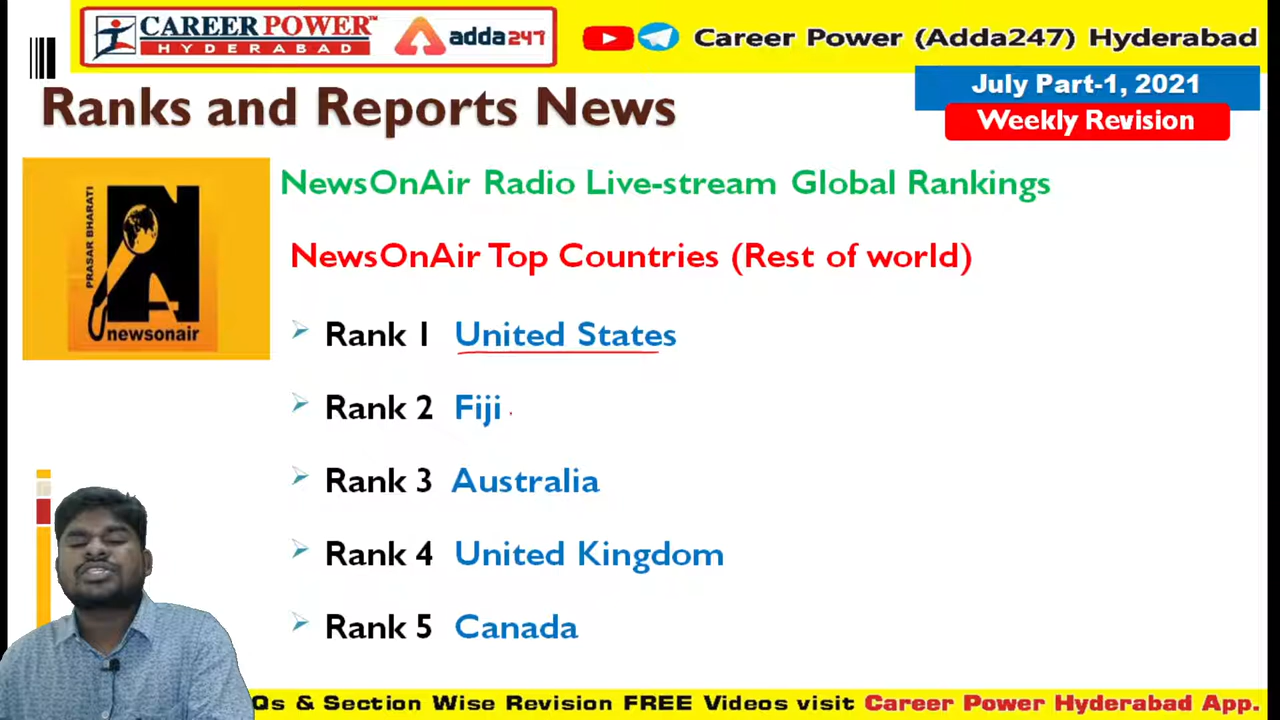 CAREER POWER™
HYDERABAD
adda247
Career Power (Adda247) Hyderabad
July Part-1, 2021
Weekly Revision
Ranks and Reports News
PRASAR BHARATI
newsonair
NewsOnAir Radio Live-stream Global Rankings
NewsOnAir Top Countries (Rest of world)
Rank 1 United States
Rank 2 Fiji
Rank 3 Australia
Rank 4 United Kingdom
Rank 5 Canada
Qs & Section Wise Revision FREE Videos visit Career Power Hyderabad App.